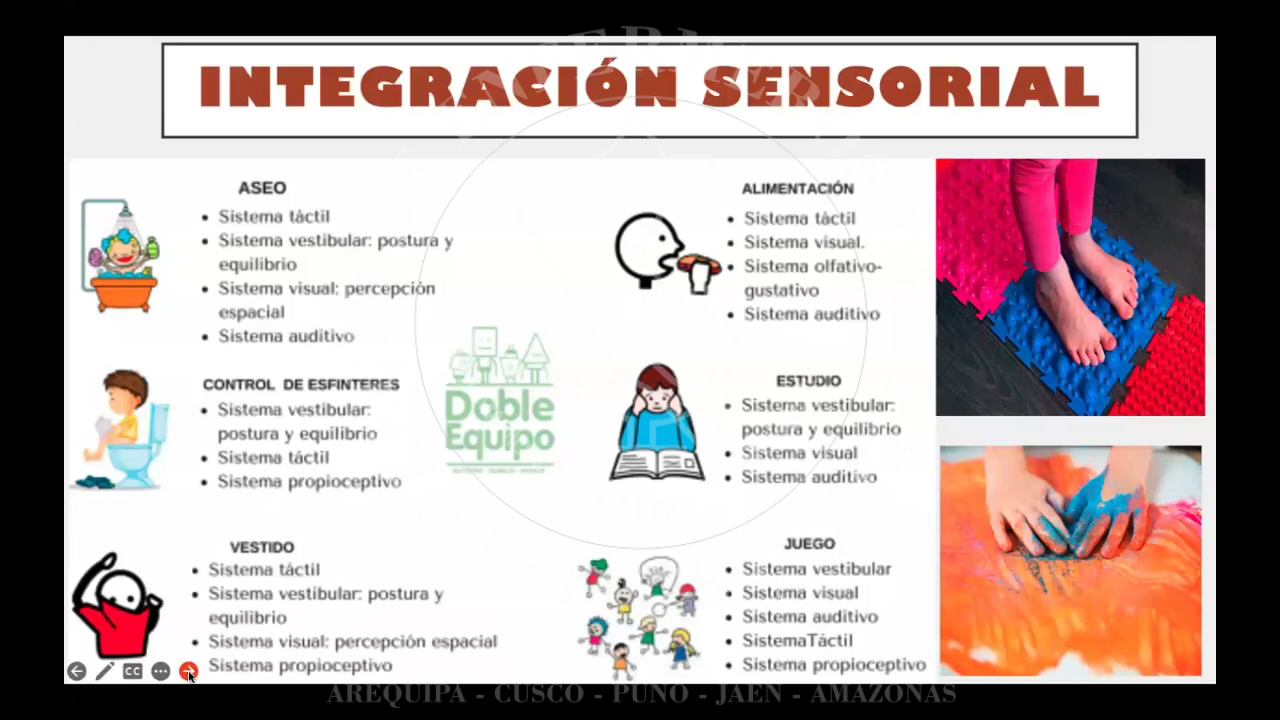 INTEGRACIÓN SENSORIAL
ASEO
• Sistema táctil
• Sistema vestibular: postura y
equilibrio
• Sistema visual: percepción
espacial
• Sistema auditivo
CONTROL DE ESFINTERES
• Sistema vestibular:
postura y equilibrio
• Sistema táctil
• Sistema propioceptivo
VESTIDO
• Sistema táctil
• Sistema vestibular: postura y
equilibrio
• Sistema visual: percepción espacial
Sistema propioceptivo
Doble
Equipo
ALIMENTACIÓN
• Sistema táctil
• Sistema visual.
• Sistema olfativo-
gustativo
• Sistema auditivo
ESTUDIO
• Sistema vestibular:
postura y equilibrio
• Sistema visual
• Sistema auditivo
JUEGO
• Sistema vestibular
• Sistema visual
• Sistema auditivo
• SistemaTáctil
• Sistema propioceptivo
CC
AREQUIPA - CUSCO - PUNO - JAEN - AMAZONAS